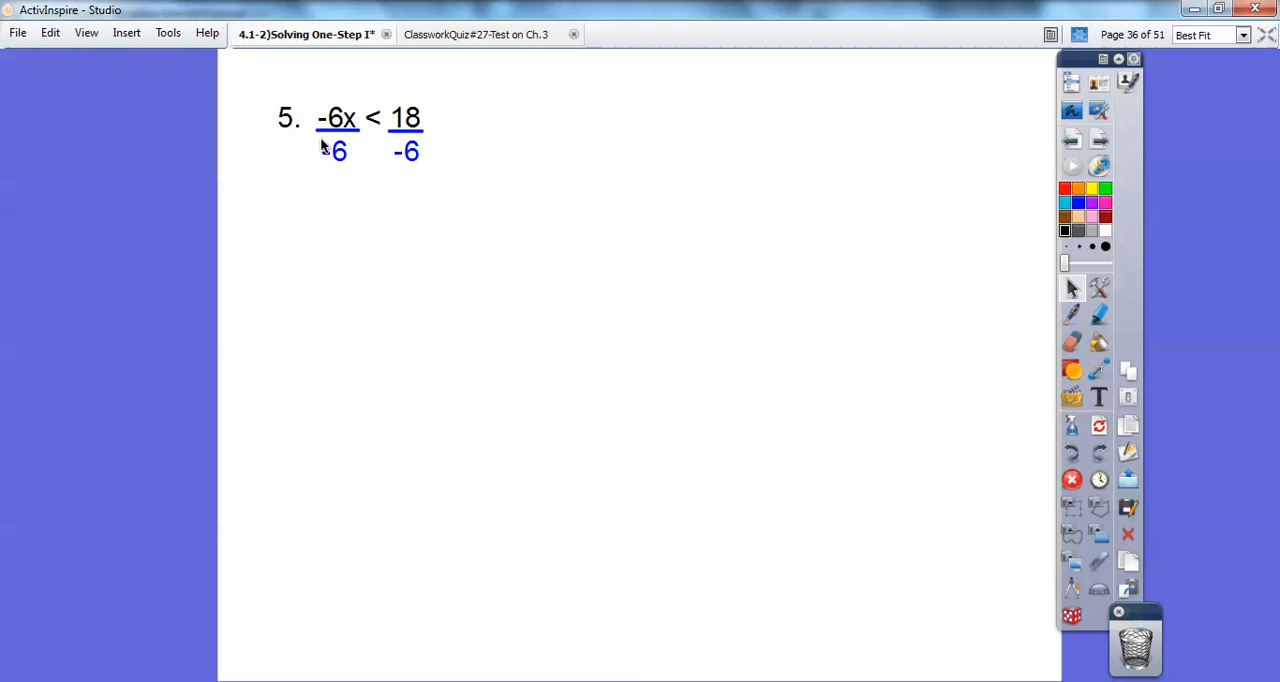 ActivInspire - Studio
File Edit View Insert Tools Help
4.1-2)Solving One-Step I* ClassworkQuiz#27-Test on Ch.3
Page 36 of 51 Best Fit
5. -6x < 18
-6 -6
T